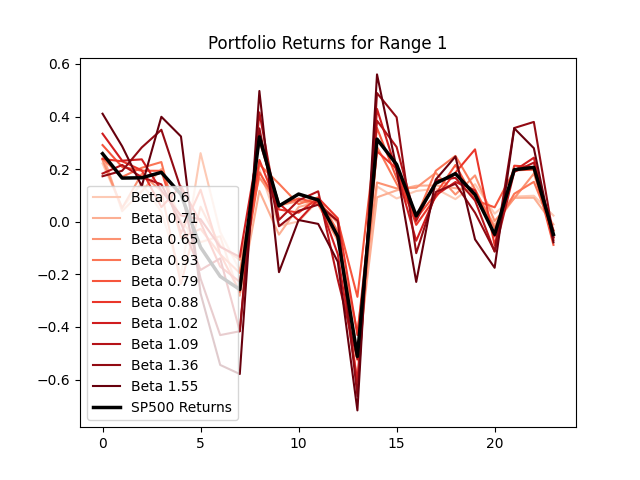 Portfolio Returns for Range 1
0.6
0.4
0.2
0.0
−0.2
−0.4
−0.6
Beta 0.6
Beta 0.71
Beta 0.65
Beta 0.93
Beta 0.79
Beta 0.88
Beta 1.02
Beta 1.09
Beta 1.36
Beta 1.55
SP500 Returns
0
5
10
15
20